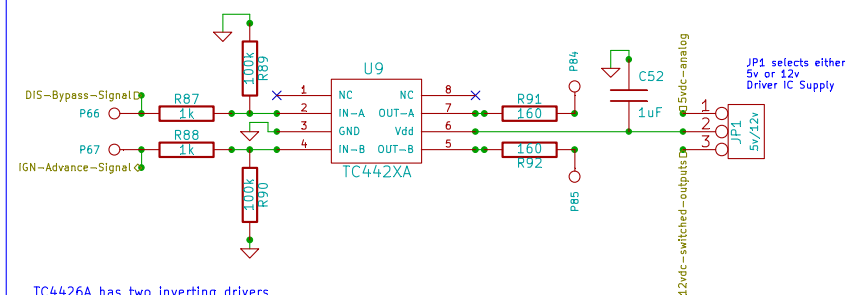 DIS-Bypass-Signal
P66
R87
1k
P67
R88
1k
IGN-Advance-Signal
100k
R89
100k
R90
U9
1
NC
2
IN-A
3
GND
4
IN-B
8
NC
7
OUT-A
6
Vdd
5
OUT-B
TC442XA
R91
160
160
R92
P84
P85
C52
1uF
5vdc-analog
12vdc-switched-outputs
1
2
3
JP1
5v/12v
JP1 selects either
5v or 12v
Driver IC Supply
TC4426A has two inverting drivers